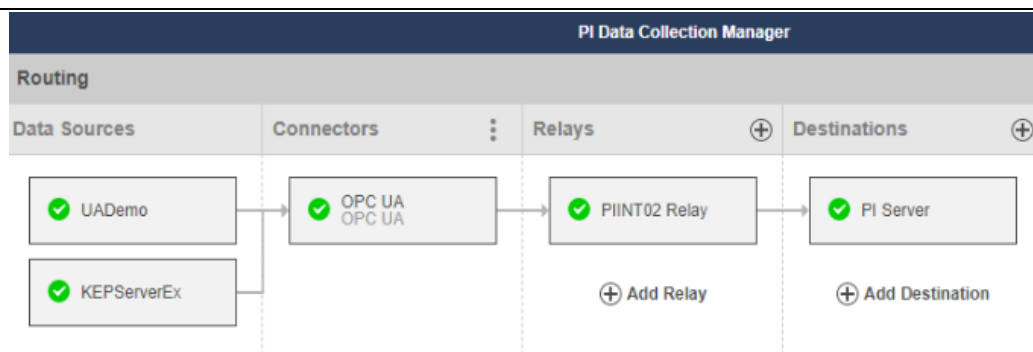 PI Data Collection Manager
Routing
Data Sources
Connectors
Relays
Destinations
UADemo
OPC UA
OPC UA
PIINT02 Relay
PI Server
KEPServerEx
Add Relay
Add Destination